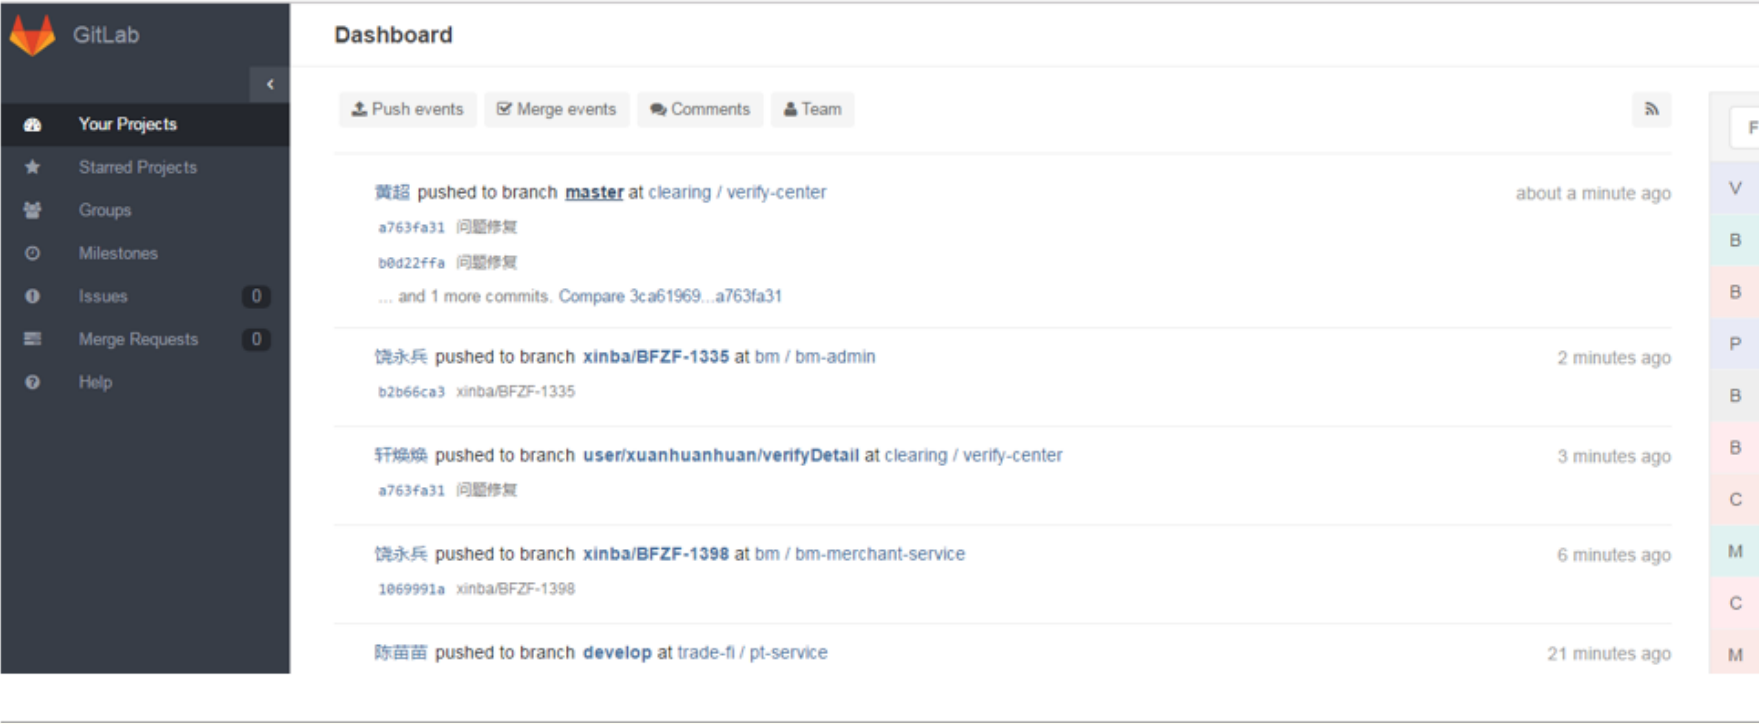 GitLab
Dashboard
Your Projects
Starred Projects
Groups
Milestones
Issues 0
Merge Requests 0
Help
Push events Merge events Comments Team
F
黄超 pushed to branch master at clearing / verify-center about a minute ago
a763fa31 问题修复
b0d22ffa 问题修复
... and 1 more commits. Compare 3ca61969...a763fa31
饶永兵 pushed to branch xinba/BFZF-1335 at bm / bm-admin 2 minutes ago
b2b66ca3 xinba/BFZF-1335
轩焕焕 pushed to branch user/xuanhuanhuan/verifyDetail at clearing / verify-center 3 minutes ago
a763fa31 问题修复
饶永兵 pushed to branch xinba/BFZF-1398 at bm / bm-merchant-service 6 minutes ago
1069991a xinba/BFZF-1398
陈苗苗 pushed to branch develop at trade-fi / pt-service 21 minutes ago
V
B
B
P
B
B
C
M
C
M